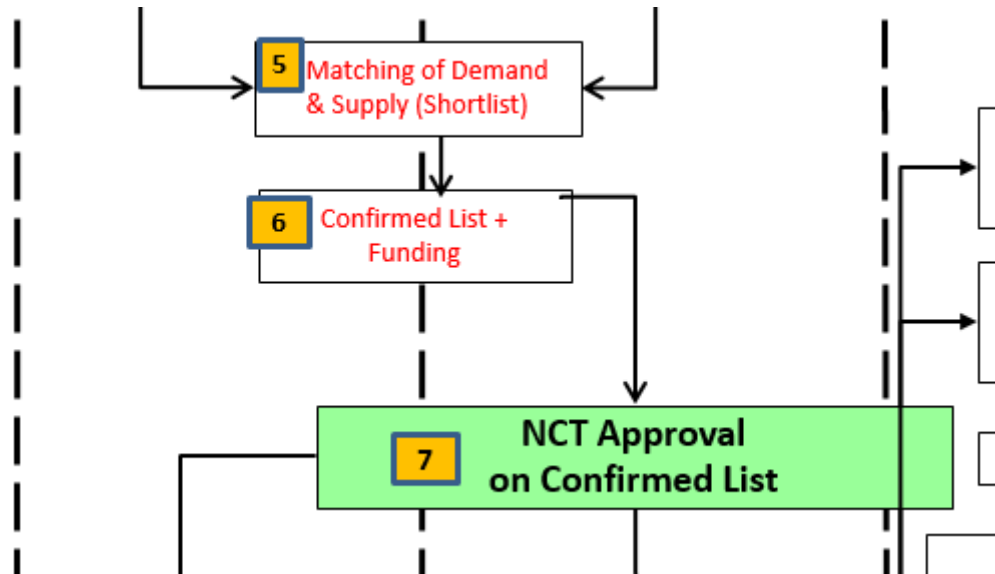 5
Matching of Demand
& Supply (Shortlist)
6
Confirmed List +
Funding
7
NCT Approval
on Confirmed List